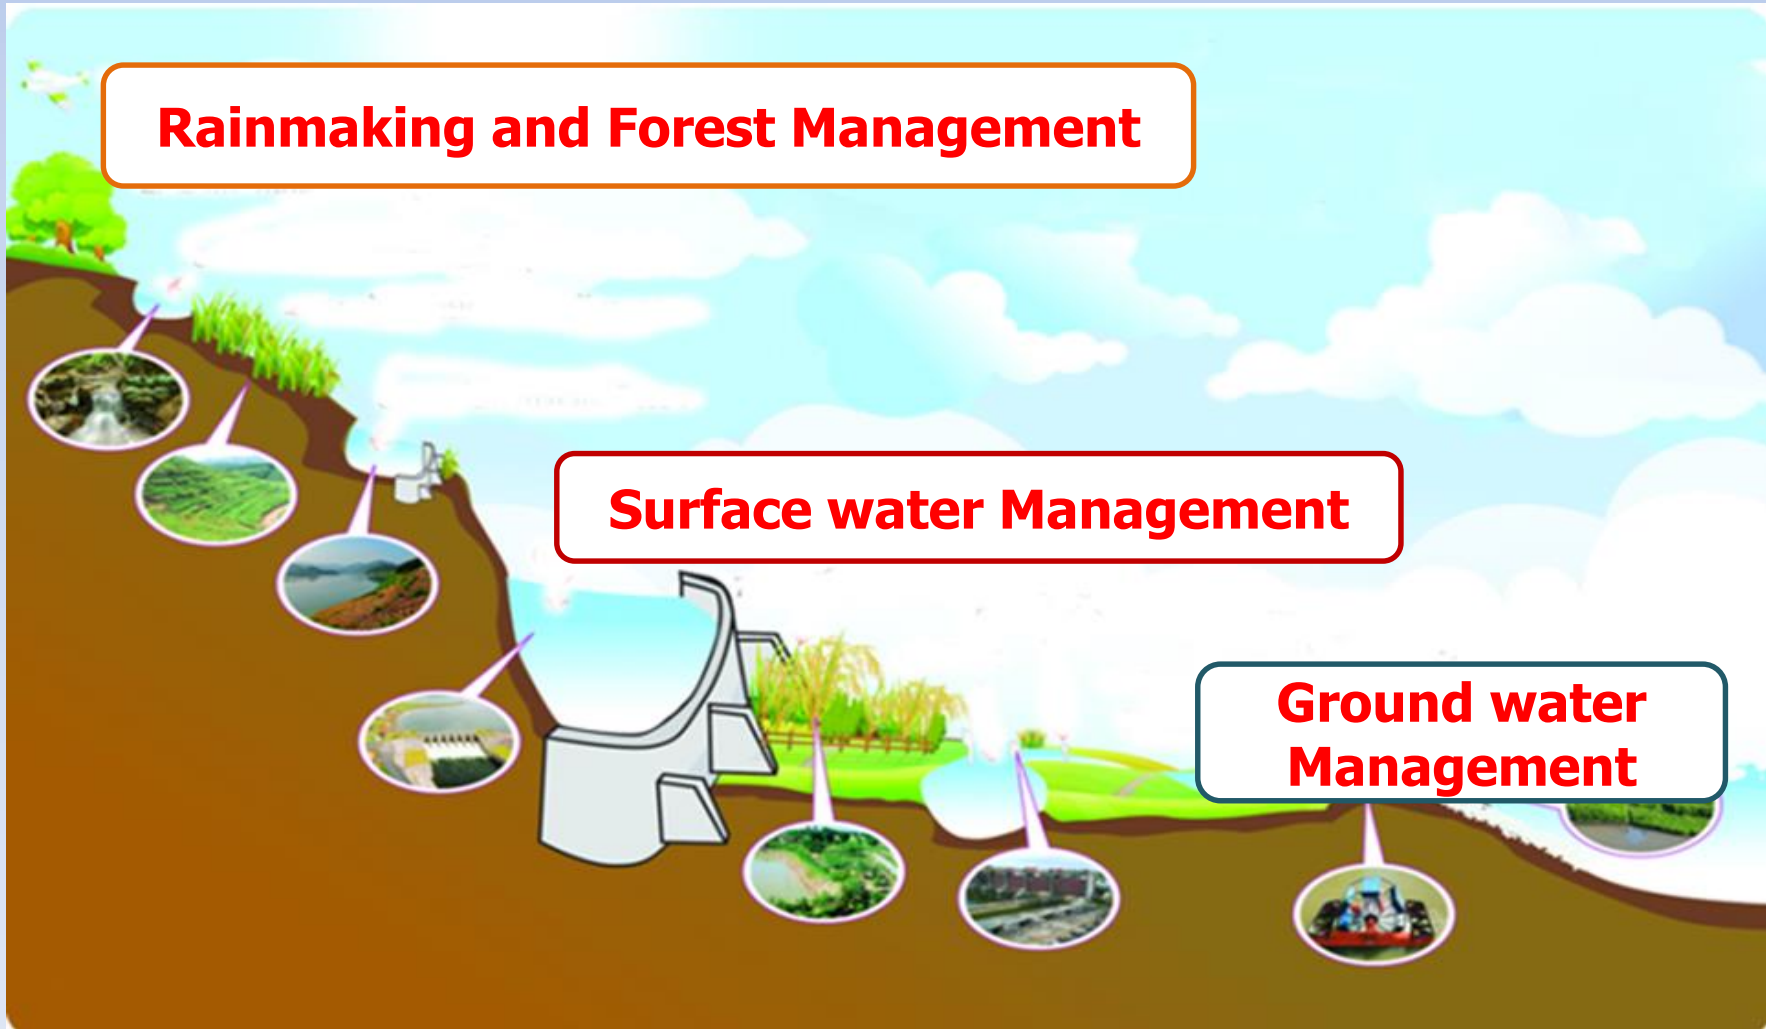 Rainmaking and Forest Management
Surface water Management
Ground water
Management